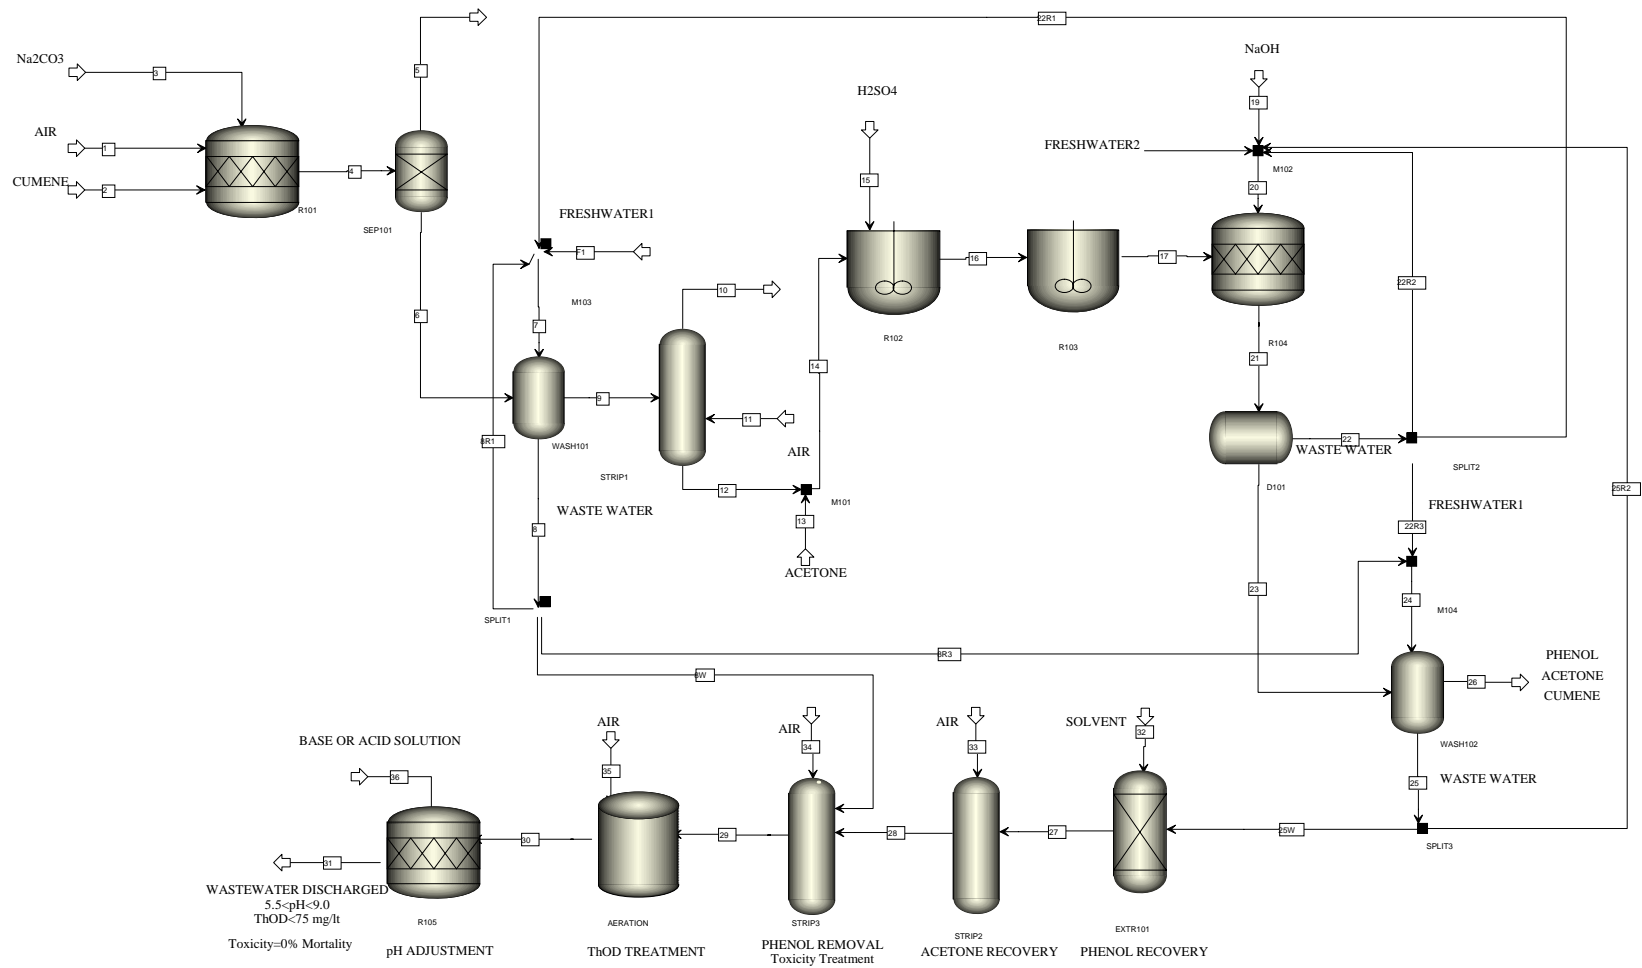 22R1
5
Na2CO3
3
NaOH
H2SO4
19
AIR
1
FRESHWATER2
4
M102
CUMENE
2
15
20
R101
FRESHWATER1
SEP101
F1
16
17
22R2
10
M103
6
7
R102
R103
R104
21
14
9
11
8R1
WASH101
AIR
22
WASTE WATER
STRIP1
SPLIT2
12
M101
D101
25R2
WASTE WATER
FRESHWATER1
8
13
22R3
ACETONE
23
24
M104
SPLIT1
8R3
PHENOL
8W
26
ACETONE
CUMENE
AIR
AIR
AIR
SOLVENT
32
BASE OR ACID SOLUTION
34
33
WASH102
36
35
25
WASTE WATER
30
29
28
27
25W
SPLIT3
31
WASTEWATER DISCHARGED
5.5<pH<9.0
ThOD<75 mg/lt
R105
AERATION
STRIP3
STRIP2
EXTR101
Toxicity=0% Mortality
pH ADJUSTMENT
ThOD TREATMENT
PHENOL REMOVAL
Toxicity Treatment
ACETONE RECOVERY
PHENOL RECOVERY